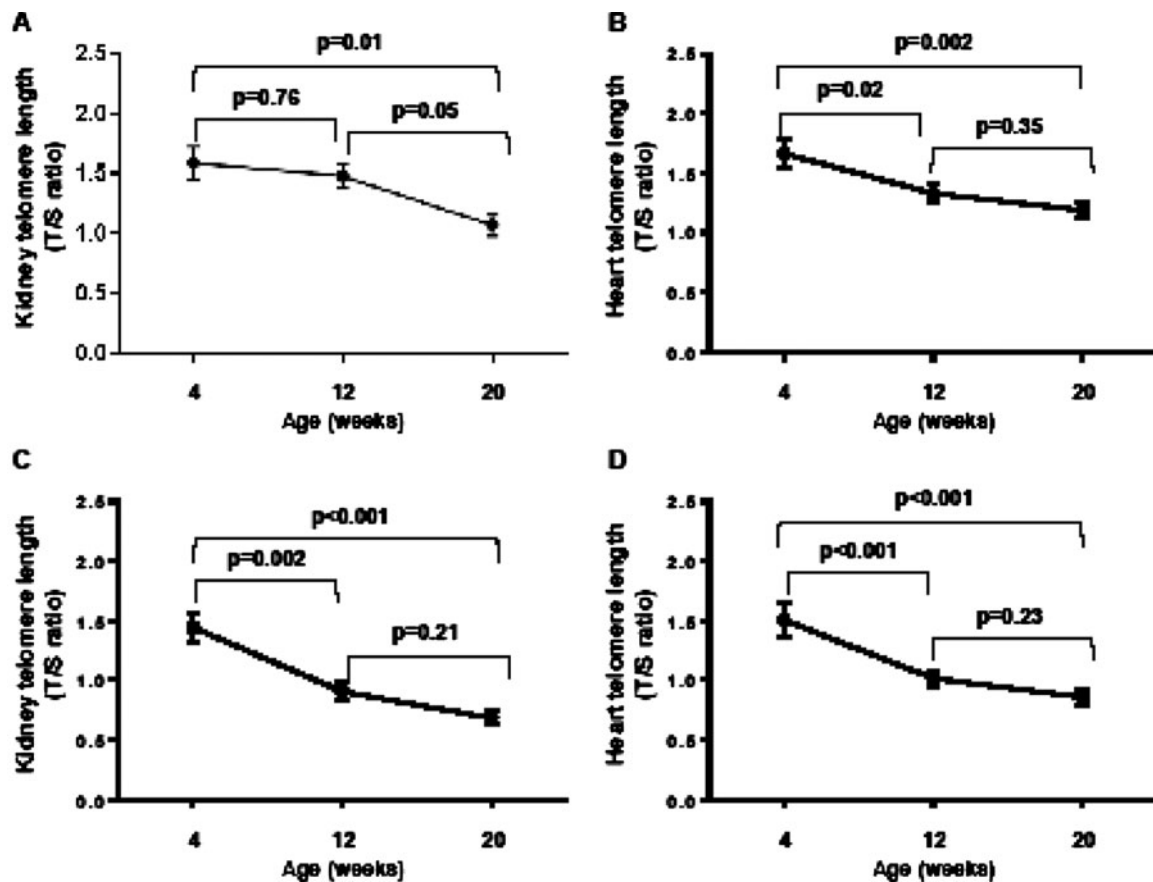 A
Kidney telomere length
(T/S ratio)
2.5
2.0
1.5
1.0
0.5
0.0
p=0.01
p=0.76
p=0.05
4 12 20
Age (weeks)
B
Heart telomere length
(T/S ratio)
2.5
2.0
1.5
1.0
0.5
0.0
p=0.002
p=0.02
p=0.35
4 12 20
Age (weeks)
C
Kidney telomere length
(T/S ratio)
2.5
2.0
1.5
1.0
0.5
0.0
p<0.001
p=0.002
p=0.21
4 12 20
Age (weeks)
D
Heart telomere length
(T/S ratio)
2.5
2.0
1.5
1.0
0.5
0.0
p<0.001
p<0.001
p=0.23
4 12 20
Age (weeks)